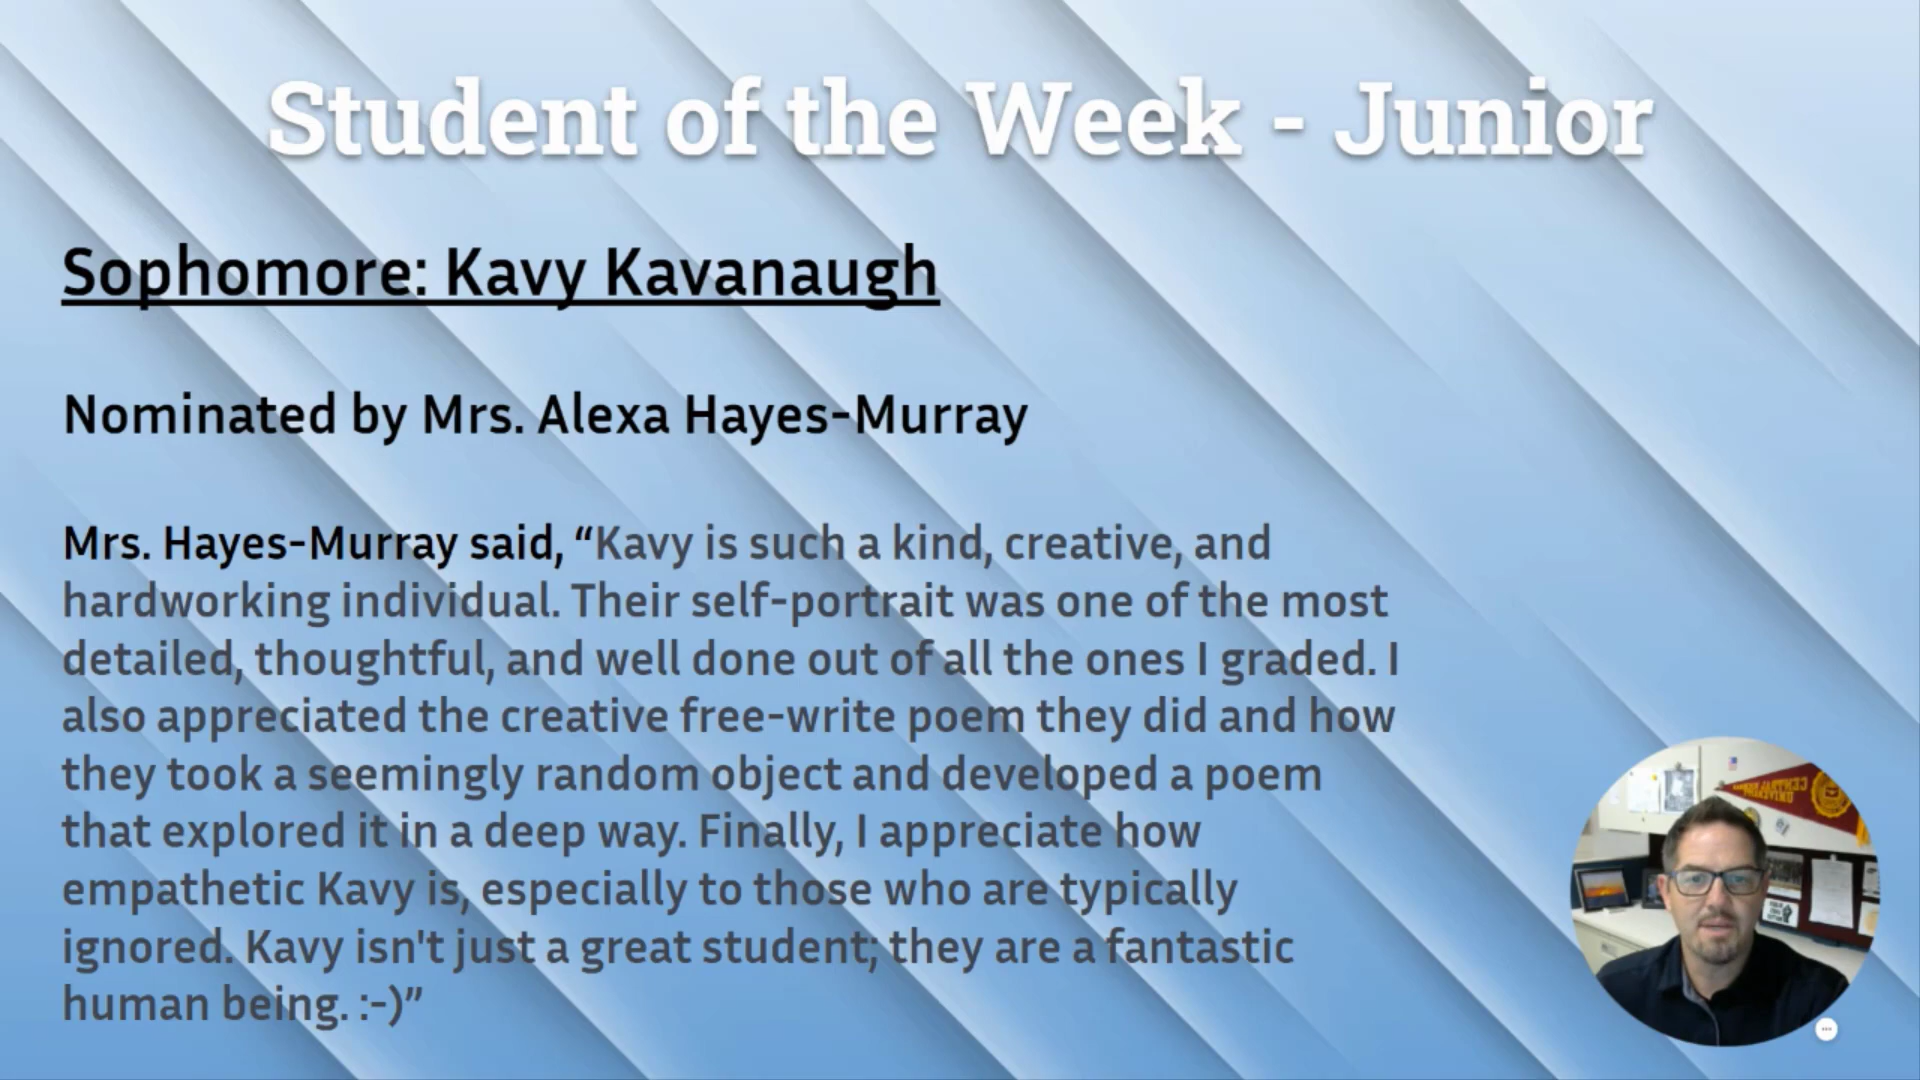 Student of the Week - Junior
Sophomore: Kavy Kavanaugh
Nominated by Mrs. Alexa Hayes-Murray
Mrs. Hayes-Murray said, “Kavy is such a kind, creative, and
hardworking individual. Their self-portrait was one of the most
detailed, thoughtful, and well done out of all the ones I graded. I
also appreciated the creative free-write poem they did and how
they took a seemingly random object and developed a poem
that explored it in a deep way. Finally, I appreciate how
empathetic Kavy is, especially to those who are typically
ignored. Kavy isn't just a great student; they are a fantastic
human being. :-)”